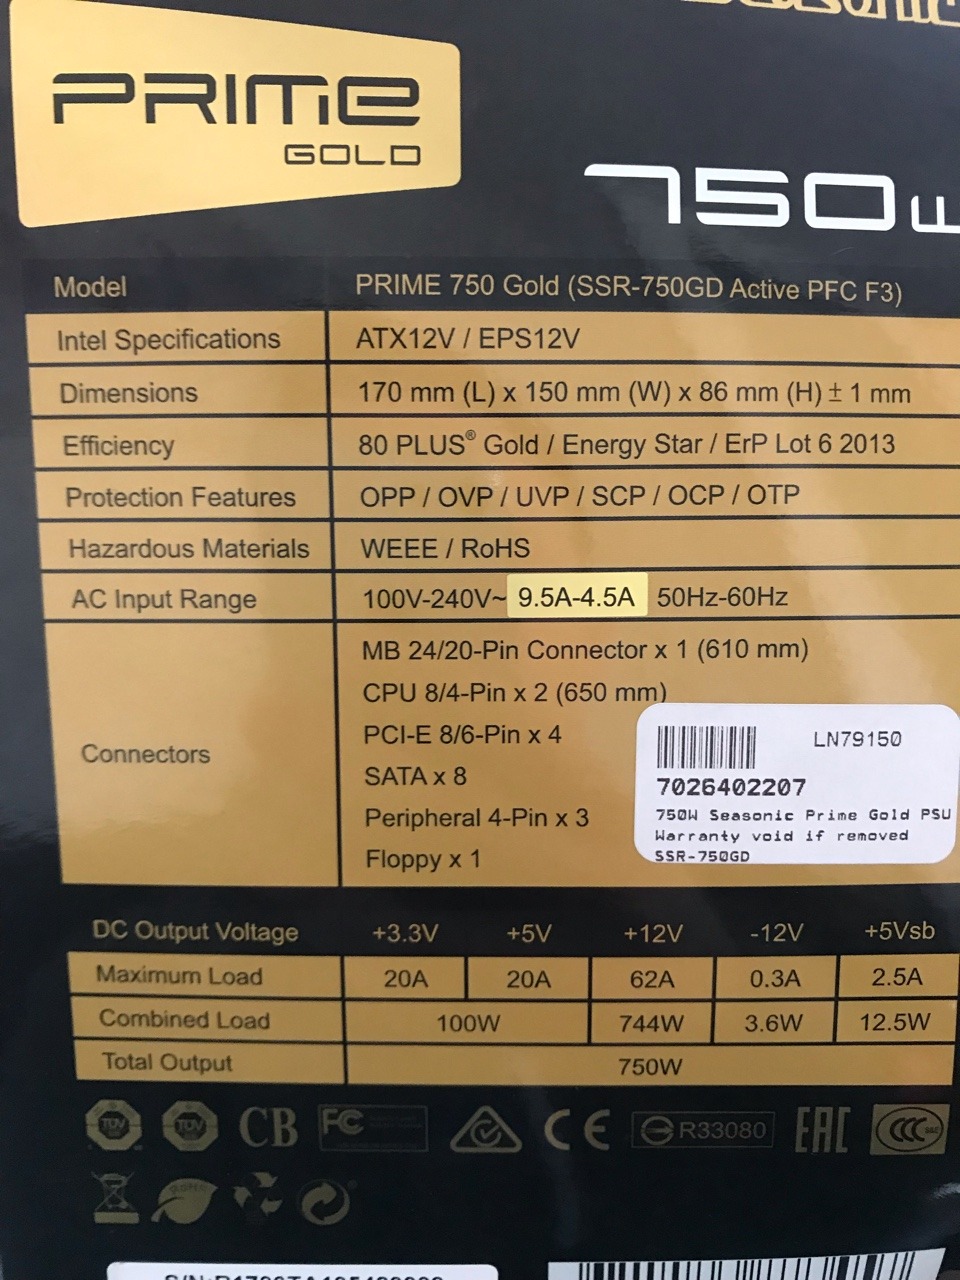 PRIME
GOLD
750W
Model PRIME 750 Gold (SSR-750GD Active PFC F3)
Intel Specifications ATX12V / EPS12V
Dimensions 170 mm (L) x 150 mm (W) x 86 mm (H) ± 1 mm
Efficiency 80 PLUS® Gold / Energy Star / ErP Lot 6 2013
Protection Features OPP / OVP / UVP / SCP / OCP / OTP
Hazardous Materials WEEE / RoHS
AC Input Range 100V-240V~ 9.5A-4.5A 50Hz-60Hz
Connectors
MB 24/20-Pin Connector x 1 (610 mm)
CPU 8/4-Pin x 2 (650 mm)
PCI-E 8/6-Pin x 4
SATA x 8
Peripheral 4-Pin x 3
Floppy x 1
LN79150
7026402207
750W Seasonic Prime Gold PSU
Warranty void if removed
SSR-750GD
DC Output Voltage +3.3V +5V +12V -12V +5Vsb
Maximum Load 20A 20A 62A 0.3A 2.5A
Combined Load 100W 744W 3.6W 12.5W
Total Output 750W
TÜV TÜV CB FC CE R33080 EAC CCC S&E
RoHS